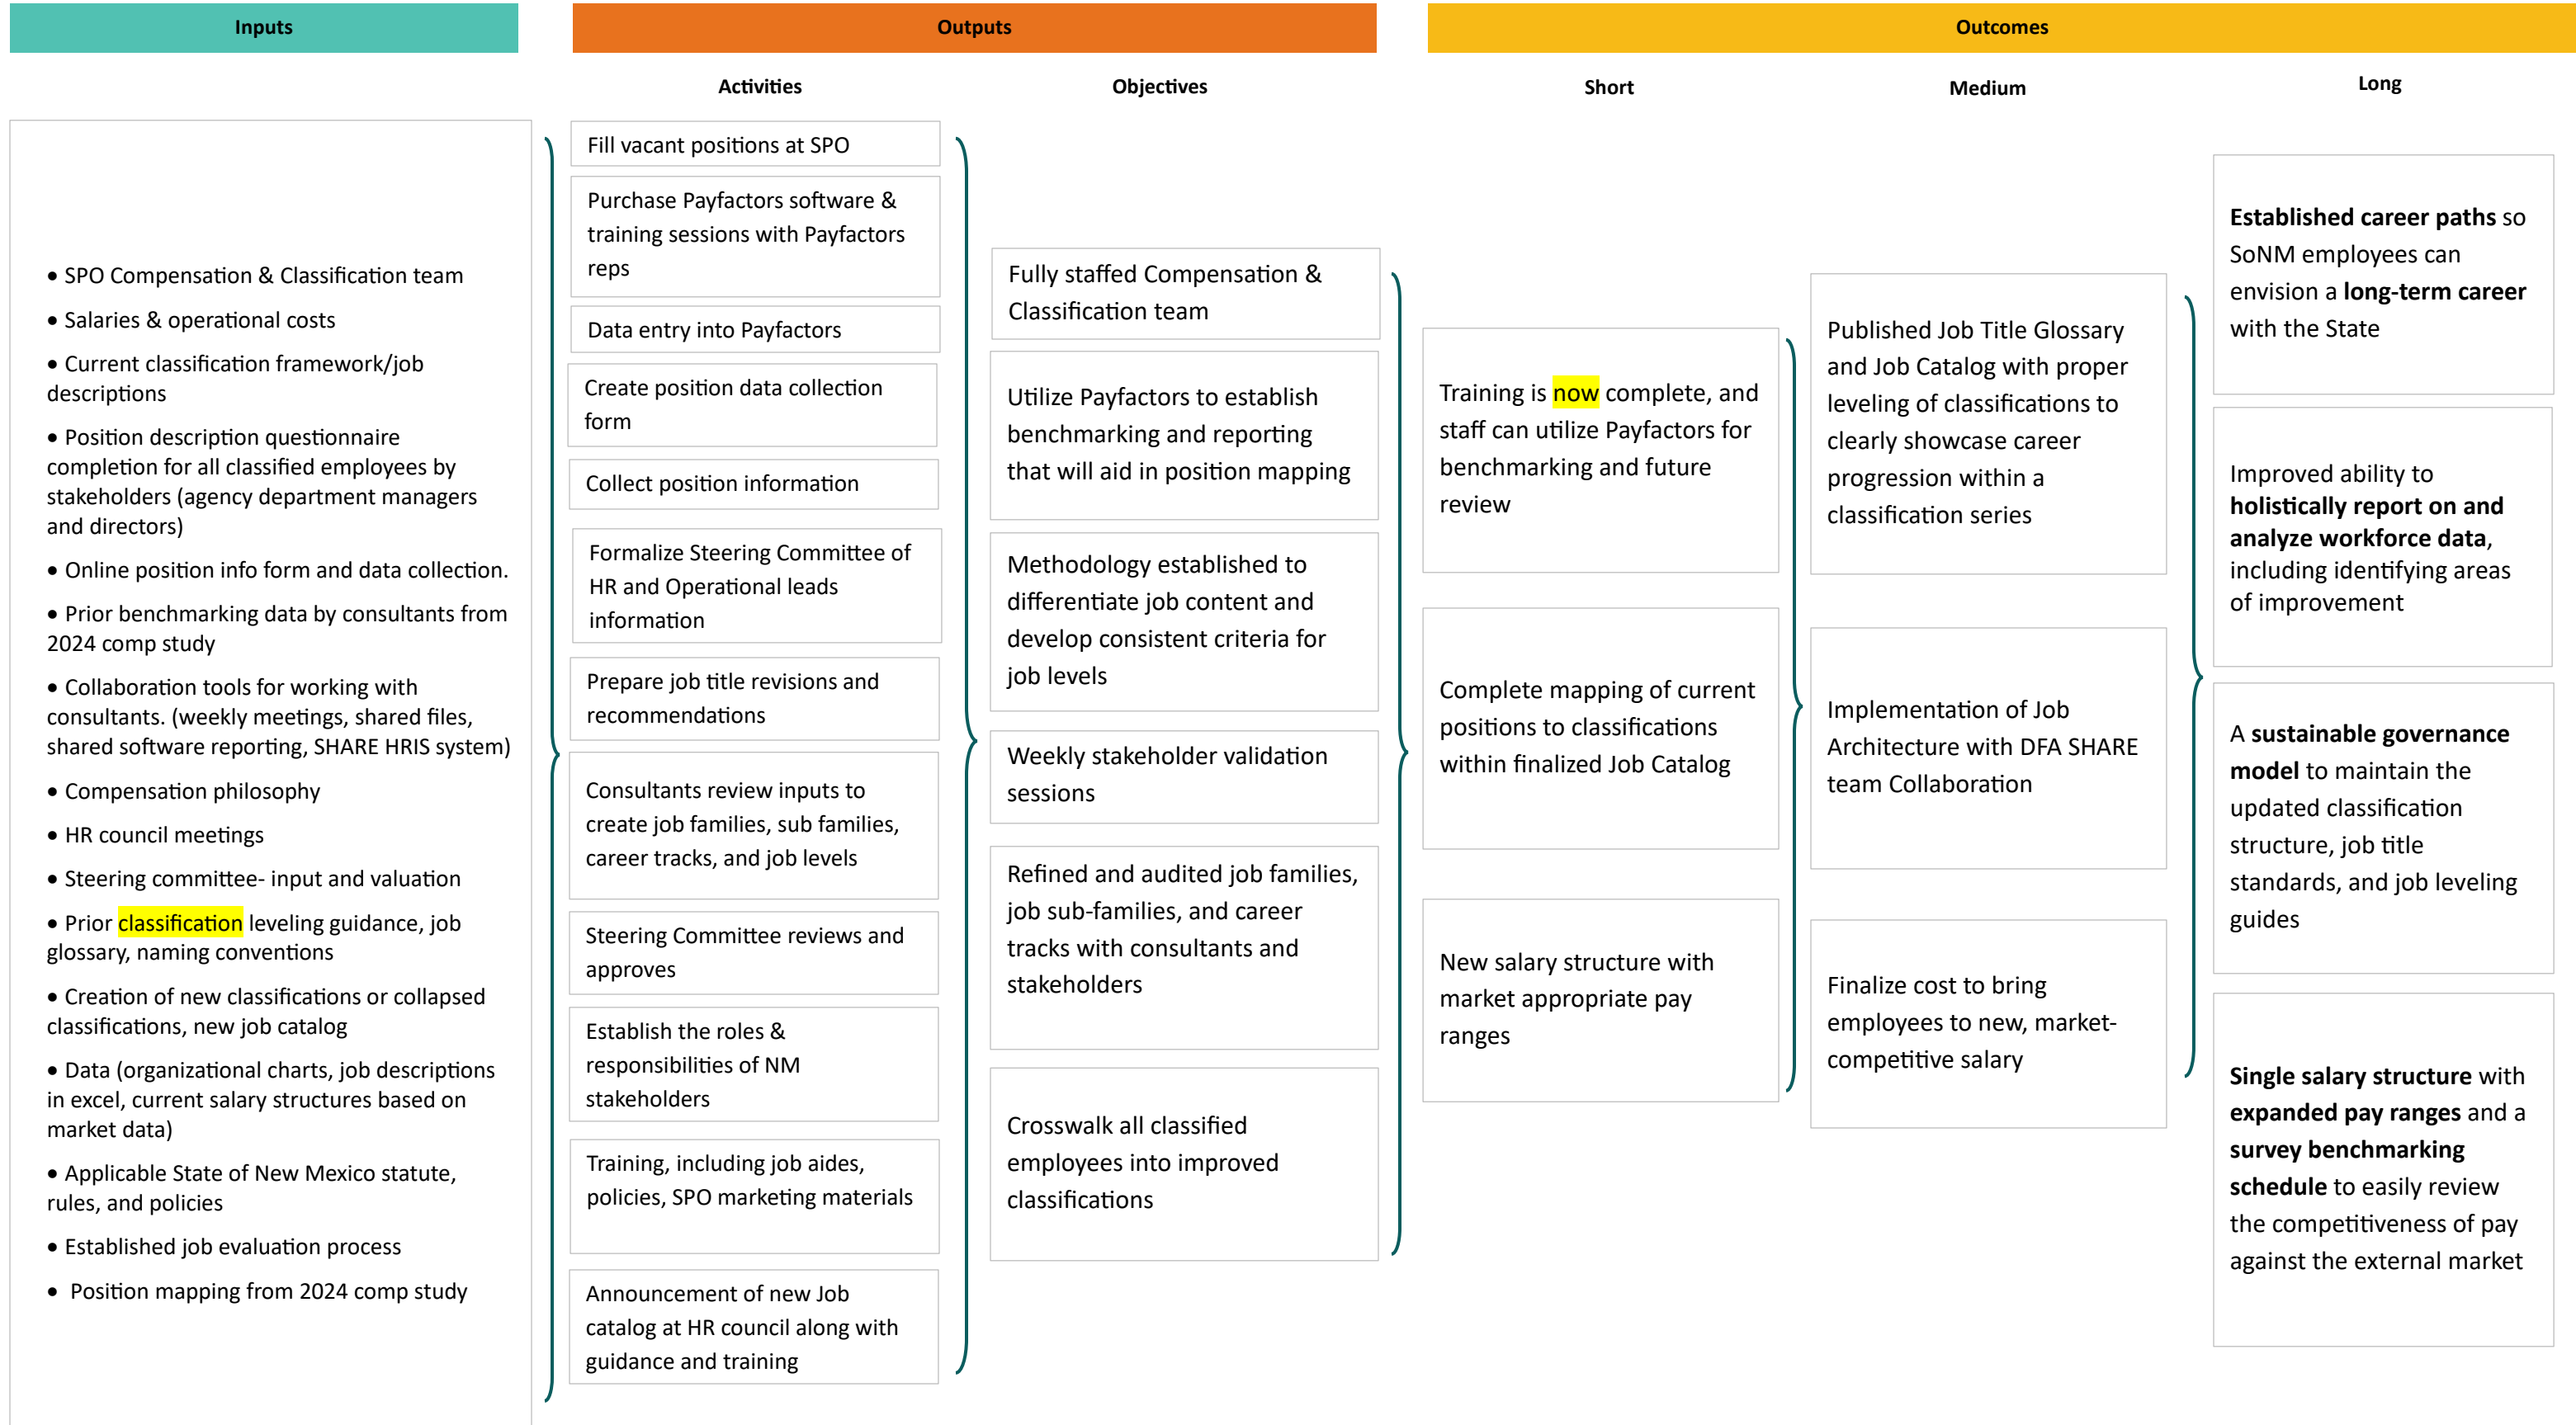 Inputs
Outputs
Outcomes
Activities
Objectives
Short
Medium
Long
• SPO Compensation & Classification team
• Salaries & operational costs
• Current classification framework/job
descriptions
• Position description questionnaire
completion for all classified employees by
stakeholders (agency department managers
and directors)
• Online position info form and data collection.
• Prior benchmarking data by consultants from
2024 comp study
• Collaboration tools for working with
consultants. (weekly meetings, shared files,
shared software reporting, SHARE HRIS system)
• Compensation philosophy
• HR council meetings
• Steering committee- input and valuation
• Prior classification leveling guidance, job
glossary, naming conventions
• Creation of new classifications or collapsed
classifications, new job catalog
• Data (organizational charts, job descriptions
in excel, current salary structures based on
market data)
• Applicable State of New Mexico statute,
rules, and policies
• Established job evaluation process
• Position mapping from 2024 comp study
Fill vacant positions at SPO
Purchase Payfactors software &
training sessions with Payfactors
reps
Data entry into Payfactors
Create position data collection
form
Collect position information
Formalize Steering Committee of
HR and Operational leads
information
Prepare job title revisions and
recommendations
Consultants review inputs to
create job families, sub families,
career tracks, and job levels
Steering Committee reviews and
approves
Establish the roles &
responsibilities of NM
stakeholders
Training, including job aides,
policies, SPO marketing materials
Announcement of new Job
catalog at HR council along with
guidance and training
Fully staffed Compensation &
Classification team
Utilize Payfactors to establish
benchmarking and reporting
that will aid in position mapping
Methodology established to
differentiate job content and
develop consistent criteria for
job levels
Weekly stakeholder validation
sessions
Refined and audited job families,
job sub-families, and career
tracks with consultants and
stakeholders
Crosswalk all classified
employees into improved
classifications
Training is now complete, and
staff can utilize Payfactors for
benchmarking and future
review
Complete mapping of current
positions to classifications
within finalized Job Catalog
New salary structure with
market appropriate pay
ranges
Published Job Title Glossary
and Job Catalog with proper
leveling of classifications to
clearly showcase career
progression within a
classification series
Implementation of Job
Architecture with DFA SHARE
team Collaboration
Finalize cost to bring
employees to new, market-
competitive salary
Established career paths so
SoNM employees can
envision a long-term career
with the State
Improved ability to
holistically report on and
analyze workforce data,
including identifying areas
of improvement
A sustainable governance
model to maintain the
updated classification
structure, job title
standards, and job leveling
guides
Single salary structure with
expanded pay ranges and a
survey benchmarking
schedule to easily review
the competitiveness of pay
against the external market